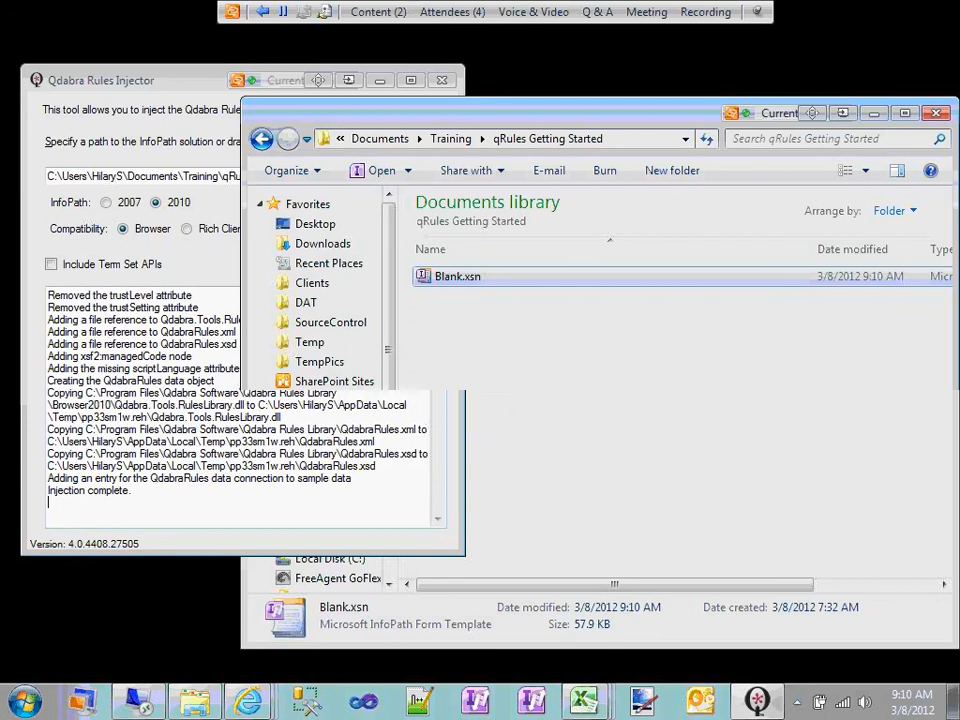 Content (2) Attendees (4) Voice & Video Q & A Meeting Recording
Qdabra Rules Injector
Current
This tool allows you to inject the Qdabra Rule
Specify a path to the InfoPath solution or dra
C:\Users\HilaryS\Documents\Training\qRu
InfoPath: 2007 2010
Compatibility: Browser Rich Clien
Include Term Set APIs
Removed the trustLevel attribute
Removed the trustSetting attribute
Adding a file reference to Qdabra.Tools.Rule
Adding a file reference to QdabraRules.xml
Adding a file reference to QdabraRules.xsd
Adding xsf2:managedCode node
Adding the missing scriptLanguage attribute
Creating the QdabraRules data object
Copying C:\Program Files\Qdabra Software\Qdabra Rules Library
\Browser2010\Qdabra.Tools.RulesLibrary.dll to C:\Users\HilaryS\AppData\Local
\Temp\pp33sm1w.reh\Qdabra.Tools.RulesLibrary.dll
Copying C:\Program Files\Qdabra Software\Qdabra Rules Library\QdabraRules.xml to
C:\Users\HilaryS\AppData\Local\Temp\pp33sm1w.reh\QdabraRules.xml
Copying C:\Program Files\Qdabra Software\Qdabra Rules Library\QdabraRules.xsd to
C:\Users\HilaryS\AppData\Local\Temp\pp33sm1w.reh\QdabraRules.xsd
Adding an entry for the QdabraRules data connection to sample data
Injection complete.
Version: 4.0.4408.27505
Current
Documents Training qRules Getting Started
Search qRules Getting Started
Organize Open Share with E-mail Burn New folder
Favorites
Desktop
Downloads
Recent Places
Clients
DAT
SourceControl
Temp
TempPics
SharePoint Sites
Local Disk (C:)
FreeAgent GoFlex
Documents library
qRules Getting Started
Arrange by: Folder
Name Date modified Type
Blank.xsn 3/8/2012 9:10 AM Micr
Blank.xsn Date modified: 3/8/2012 9:10 AM Date created: 3/8/2012 7:32 AM
Microsoft InfoPath Form Template Size: 57.9 KB
9:10 AM
3/8/2012